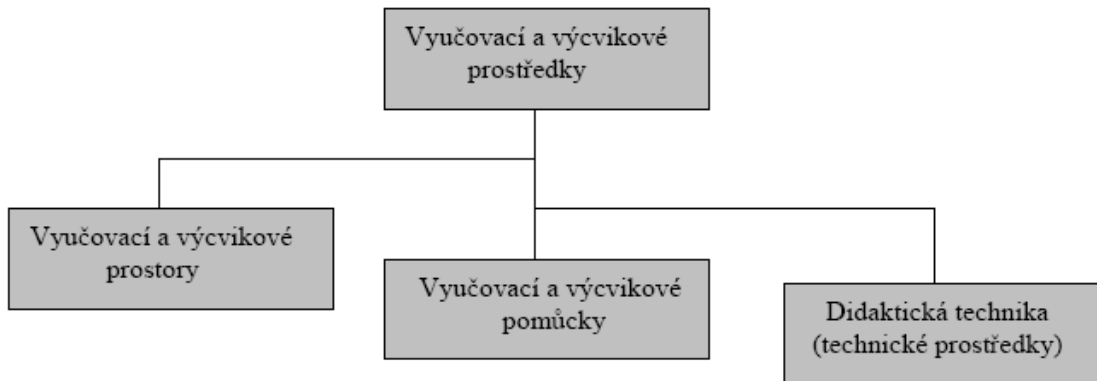 Vyučovací a výcvikové
prostředky
Vyučovací a výcvikové
prostory
Vyučovací a výcvikové
pomůcky
Didaktická technika
(technické prostředky)